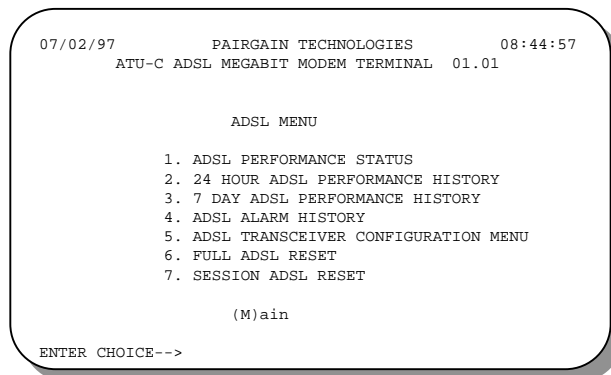 07/02/97 PAIRGAIN TECHNOLOGIES 08:44:57
ATU-C ADSL MEGABIT MODEM TERMINAL 01.01
ADSL MENU
1. ADSL PERFORMANCE STATUS
2. 24 HOUR ADSL PERFORMANCE HISTORY
3. 7 DAY ADSL PERFORMANCE HISTORY
4. ADSL ALARM HISTORY
5. ADSL TRANSCEIVER CONFIGURATION MENU
6. FULL ADSL RESET
7. SESSION ADSL RESET
(M)ain
ENTER CHOICE-->